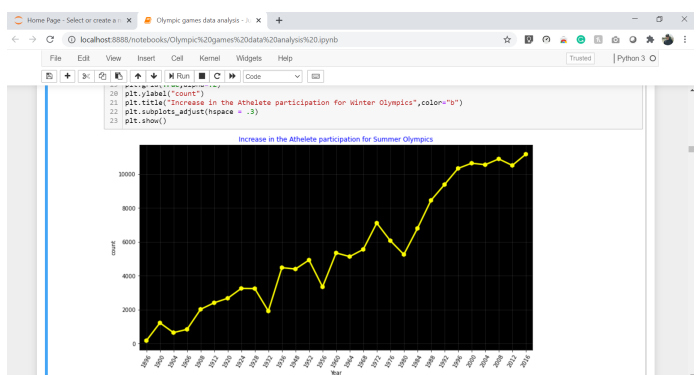 Home Page - Select or create a n
Olympic games data analysis - Ju
localhost:8888/notebooks/Olympic%20games%20data%20analysis%20.ipynb
File Edit View Insert Cell Kernel Widgets Help
Trusted Python 3
Run Code
20 plt.ylabel("count")
21 plt.title("Increase in the Athelete participation for Winter Olympics",color="b")
22 plt.subplots_adjust(hspace = .3)
23 plt.show()
Increase in the Athelete participation for Summer Olympics
10000
8000
6000
4000
2000
0
count
1896 1900 1904 1906 1908 1912 1920 1924 1928 1932 1936 1948 1952 1956 1960 1964 1968 1972 1976 1980 1984 1988 1992 1996 2000 2004 2008 2012 2016
Year